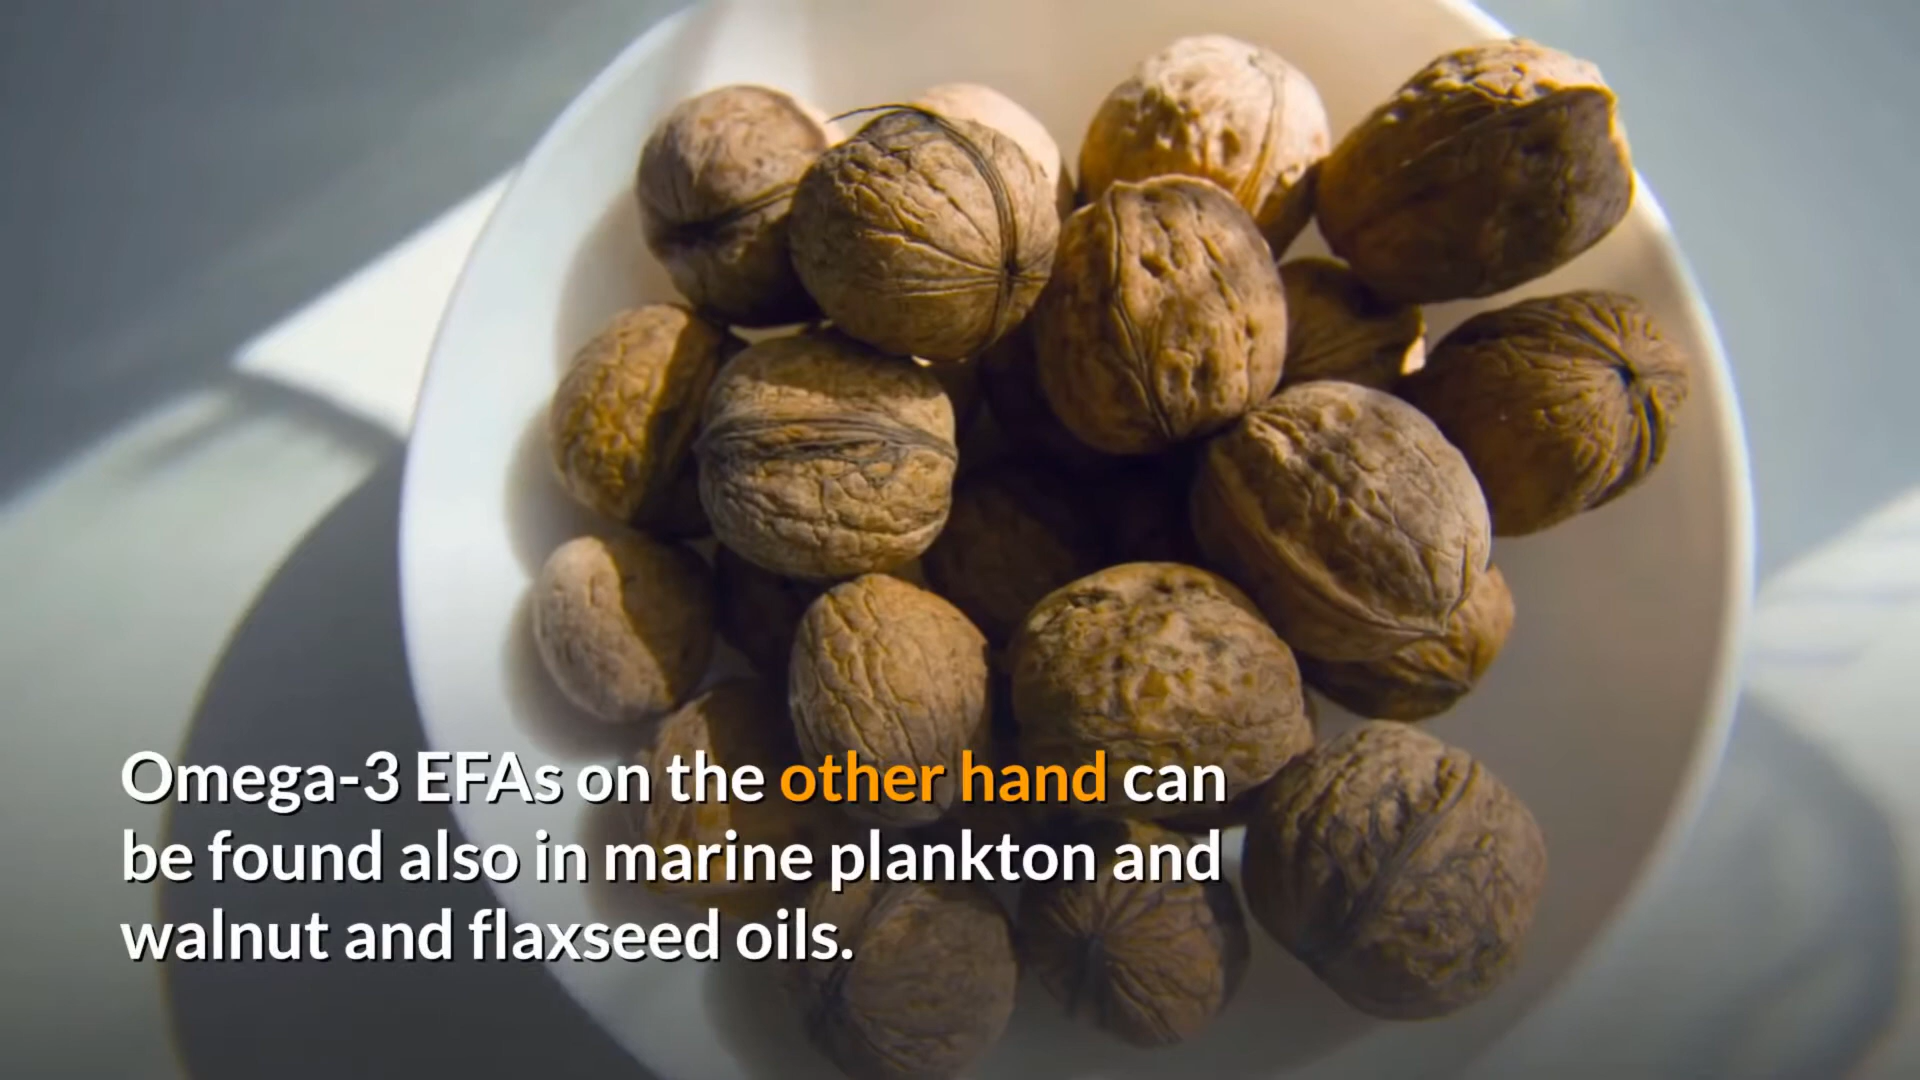 Omega-3 EFAs on the other hand can
be found also in marine plankton and
walnut and flaxseed oils.